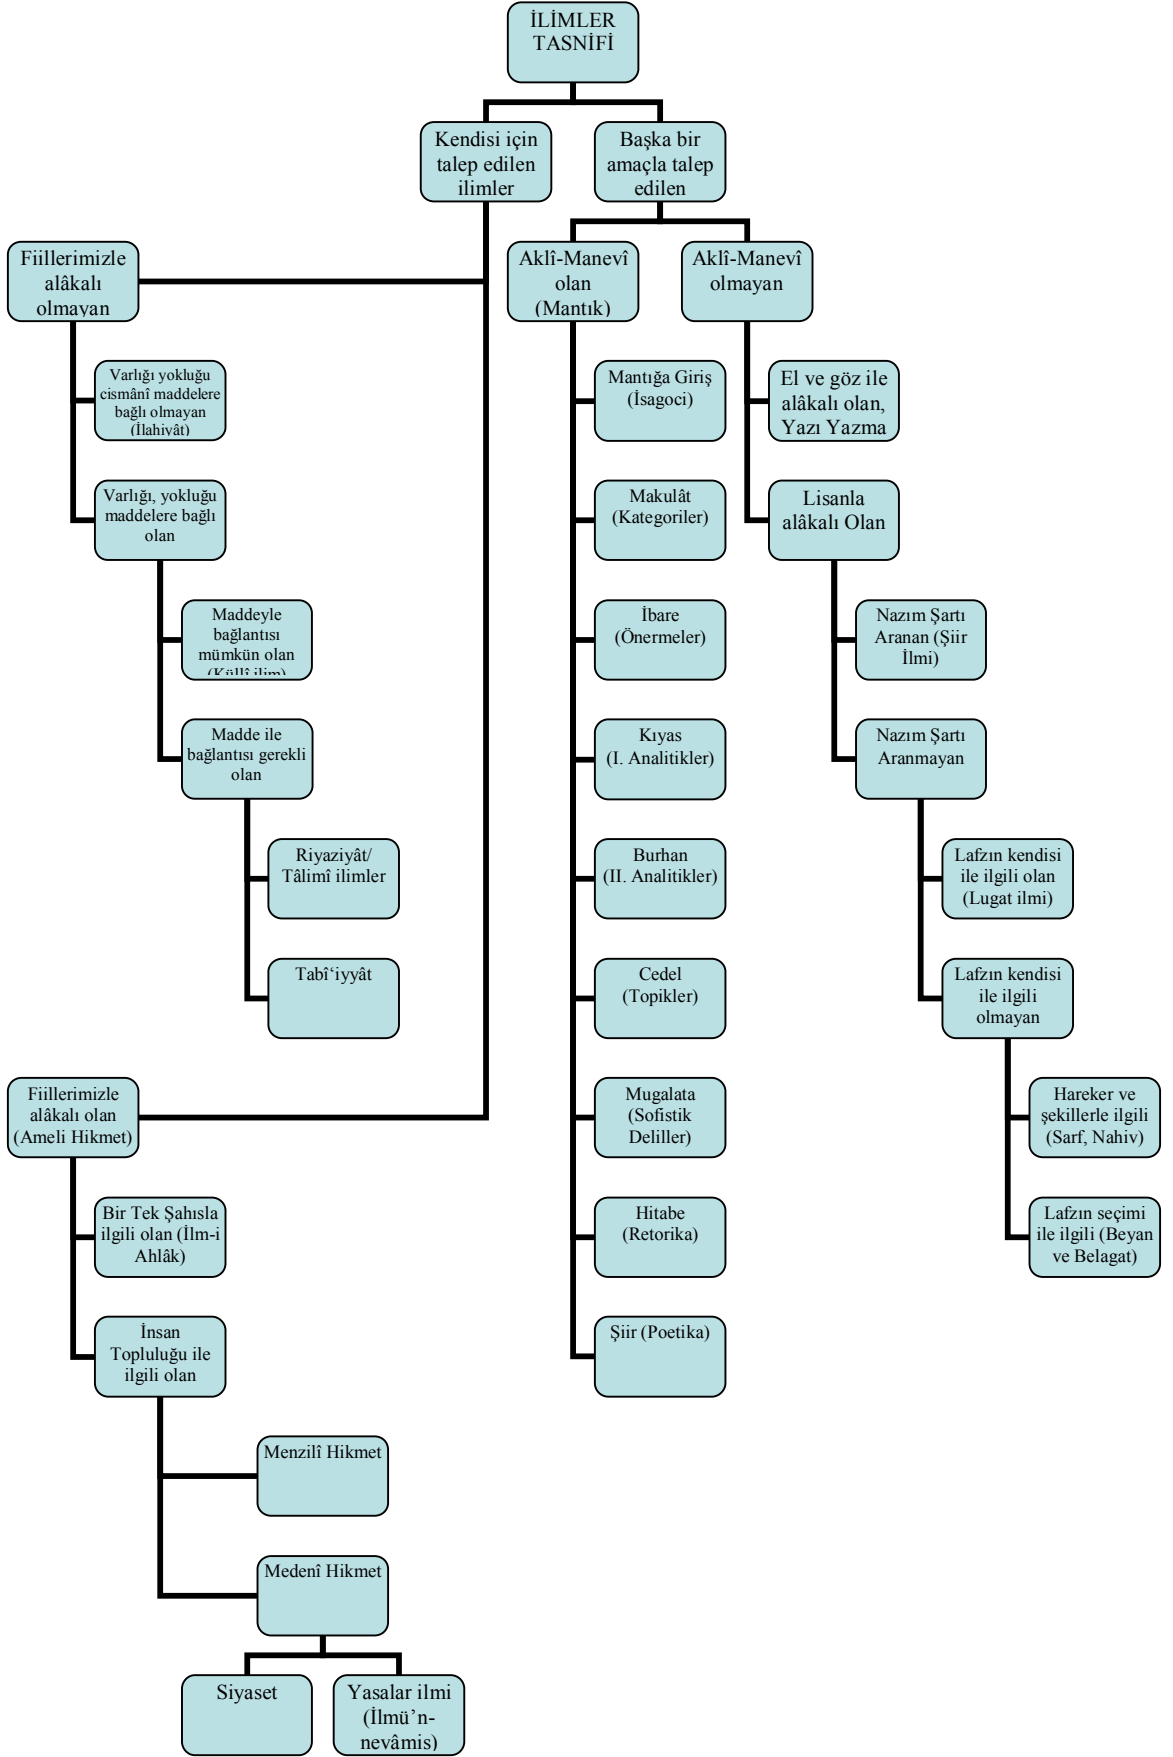 İLİMLER
TASNİFİ
Kendisi için
talep edilen
ilimler
Başka bir
amaçla talep
edilen
Fiillerimizle
alâkalı
olmayan
Varlığı yokluğu
cismânî maddelere
bağlı olmayan
(İlahiyât)
Varlığı, yokluğu
maddelere bağlı
olan
Maddeyle
bağlantısı
mümkün olan
(Küllî ilim)
Madde ile
bağlantısı gerekli
olan
Riyaziyât/
Tâlimî ilimler
Tabî‘iyyât
Fiillerimizle
alâkalı olan
(Ameli Hikmet)
Bir Tek Şahısla
ilgili olan (İlm-i
Ahlâk)
İnsan
Topluluğu ile
ilgili olan
Menzilî Hikmet
Medenî Hikmet
Siyaset
Yasalar ilmi
(İlmü’n-
nevâmis)
Aklî-Manevî
olan
(Mantık)
Mantığa Giriş
(İsagoci)
Makulât
(Kategoriler)
İbare
(Önermeler)
Kıyas
(I. Analitikler)
Burhan
(II. Analitikler)
Cedel
(Topikler)
Mugalata
(Sofistik
Deliller)
Hitabe
(Retorika)
Şiir (Poetika)
Aklî-Manevî
olmayan
El ve göz ile
alâkalı olan,
Yazı Yazma
Lisanla
alâkalı Olan
Nazım Şartı
Aranan (Şiir
İlmi)
Nazım Şartı
Aranmayan
Lafzın kendisi
ile ilgili olan
(Lugat ilmi)
Lafzın kendisi
ile ilgili
olmayan
Hareker ve
şekillerle ilgili
(Sarf, Nahiv)
Lafzın seçimi
ile ilgili (Beyan
ve Belagat)